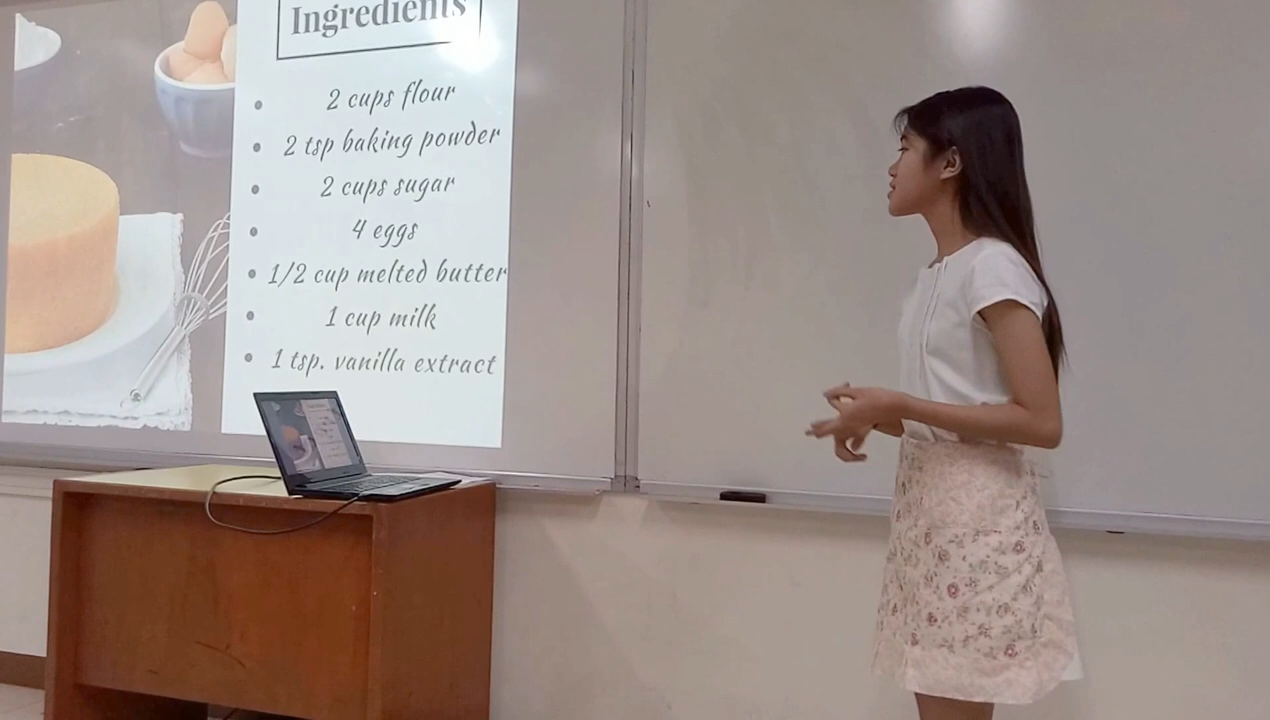 Ingredients
2 cups flour
2 tsp baking powder
2 cups sugar
4 eggs
1/2 cup melted butter
1 cup milk
1 tsp. vanilla extract